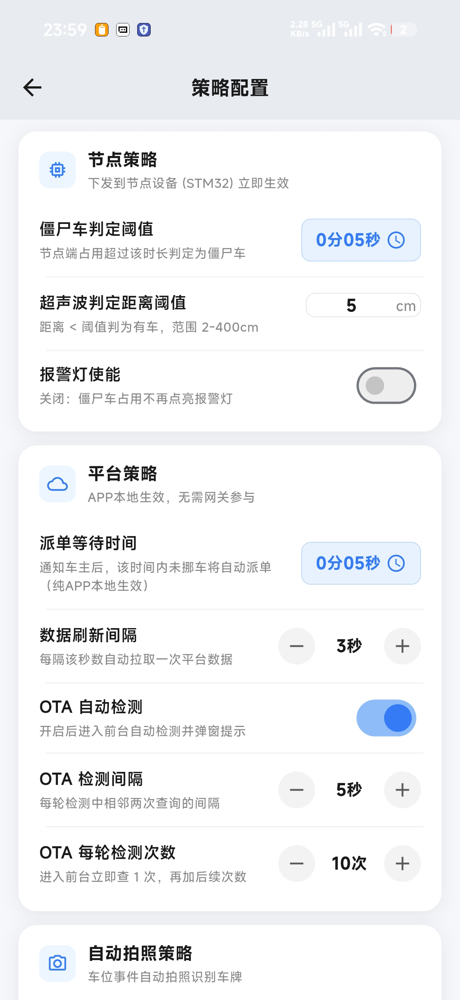 23:59
2.28 KB/s 5G 5G 2
策略配置
节点策略
下发到节点设备 (STM32) 立即生效
僵尸车判定阈值
节点端占用超过该时长判定为僵尸车
0分05秒
超声波判定距离阈值
距离 < 阈值判为有车，范围 2-400cm
5 cm
报警灯使能
关闭：僵尸车占用不再点亮报警灯
平台策略
APP本地生效，无需网关参与
派单等待时间
通知车主后，该时间内未挪车将自动派单
（纯APP本地生效）
0分05秒
数据刷新间隔
每隔该秒数自动拉取一次平台数据
3秒
OTA 自动检测
开启后进入前台自动检测并弹窗提示
OTA 检测间隔
每轮检测中相邻两次查询的间隔
5秒
OTA 每轮检测次数
进入前台立即查 1 次，再加后续次数
10次
自动拍照策略
车位事件自动拍照识别车牌